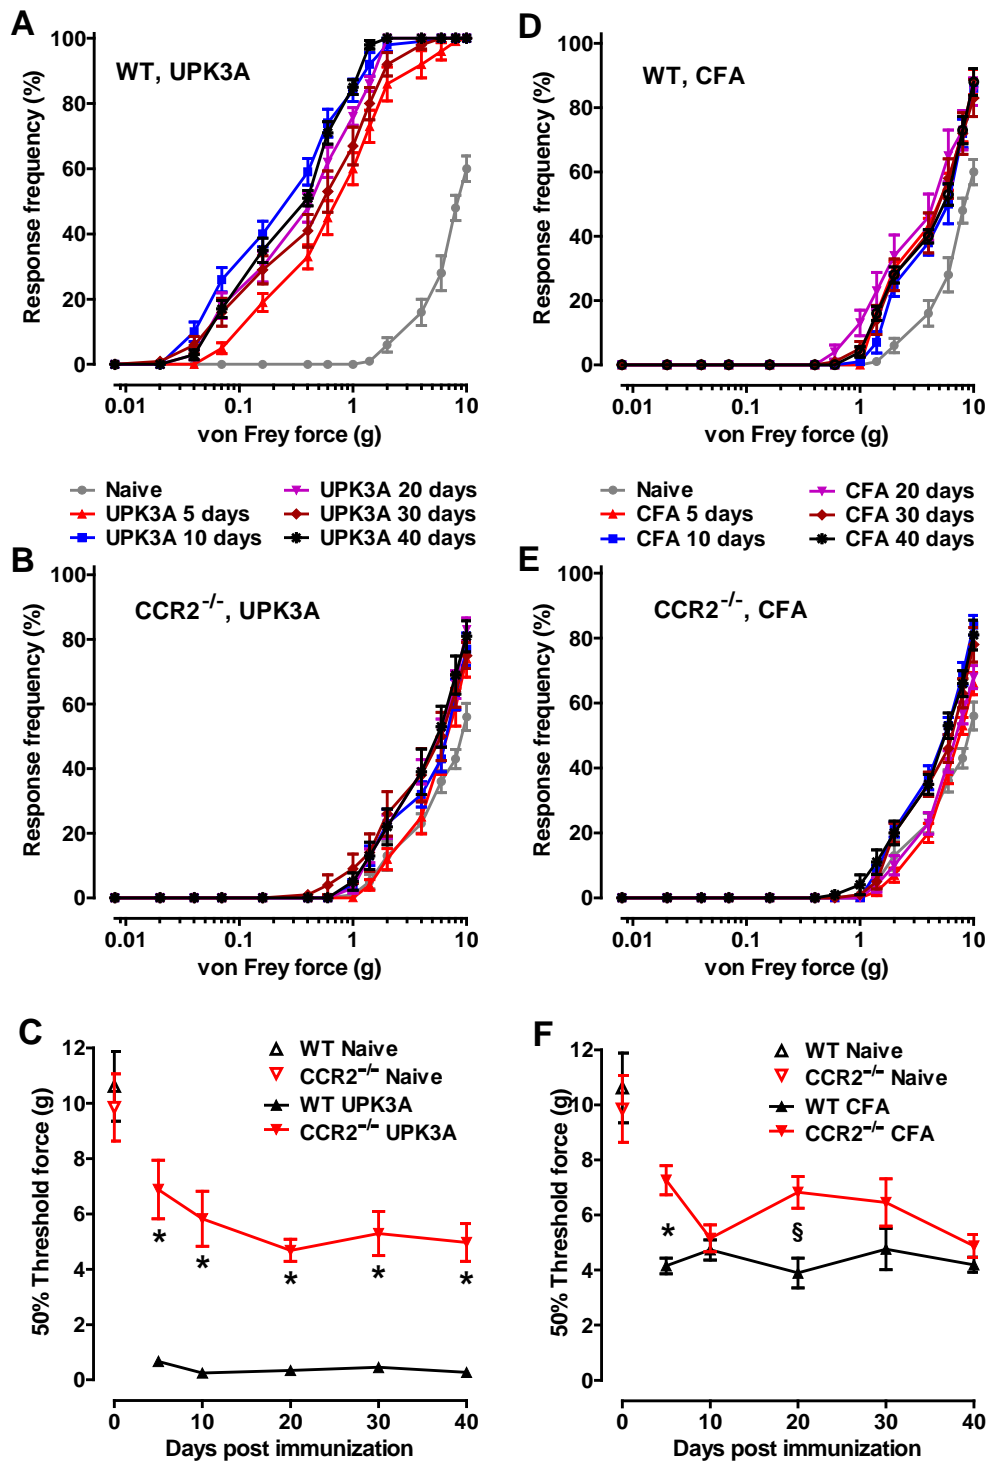 A
WT, UPK3A
Response frequency (%)
100
80
60
40
20
0
0.01 0.1 1 10
von Frey force (g)
D
WT, CFA
Response frequency (%)
100
80
60
40
20
0
0.01 0.1 1 10
von Frey force (g)
Naive
UPK3A 5 days
UPK3A 10 days
UPK3A 20 days
UPK3A 30 days
UPK3A 40 days
Naive
CFA 5 days
CFA 10 days
CFA 20 days
CFA 30 days
CFA 40 days
B
CCR2-/-, UPK3A
Response frequency (%)
100
80
60
40
20
0
0.01 0.1 1 10
von Frey force (g)
E
CCR2-/-, CFA
Response frequency (%)
100
80
60
40
20
0
0.01 0.1 1 10
von Frey force (g)
C
WT Naive
CCR2-/- Naive
WT UPK3A
CCR2-/- UPK3A
50% Threshold force (g)
12
10
8
6
4
2
0
* * * * *
0 10 20 30 40
Days post immunization
F
WT Naive
CCR2-/- Naive
WT CFA
CCR2-/- CFA
50% Threshold force (g)
12
10
8
6
4
2
0
* §
0 10 20 30 40
Days post immunization